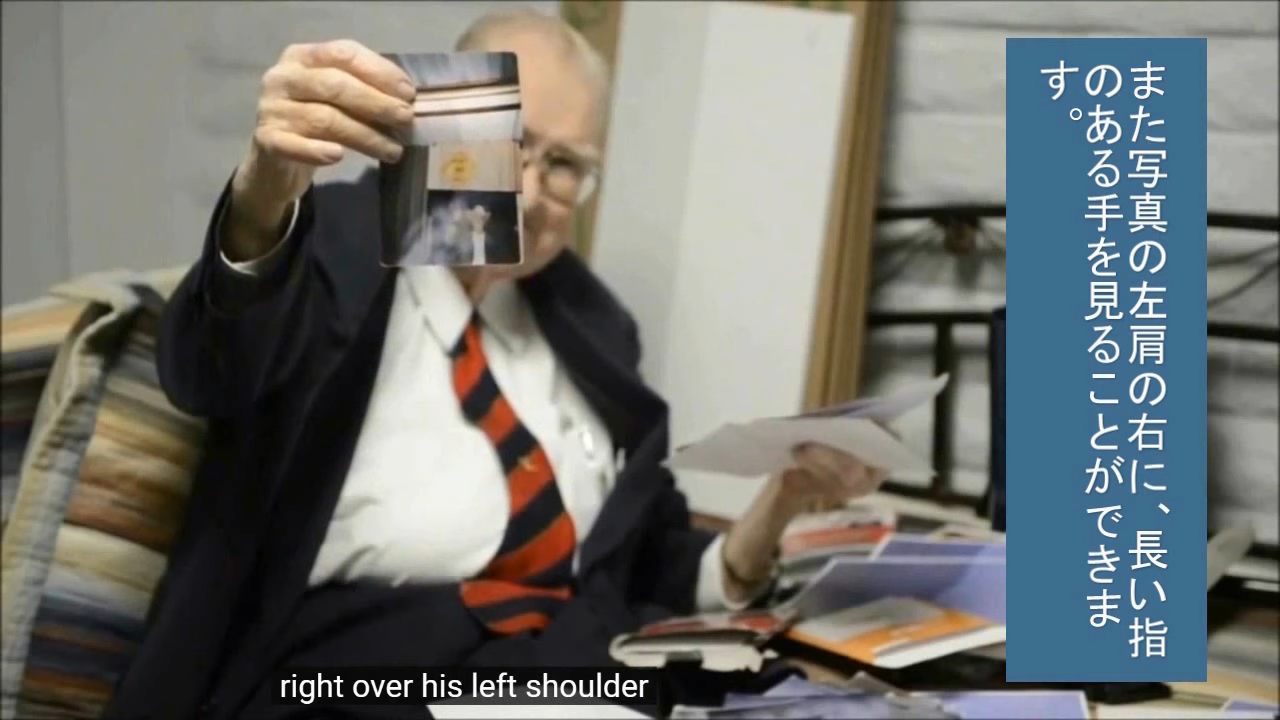 また写真の左肩の右に、長い指
のある手を見ることができま
す。
right over his left shoulder